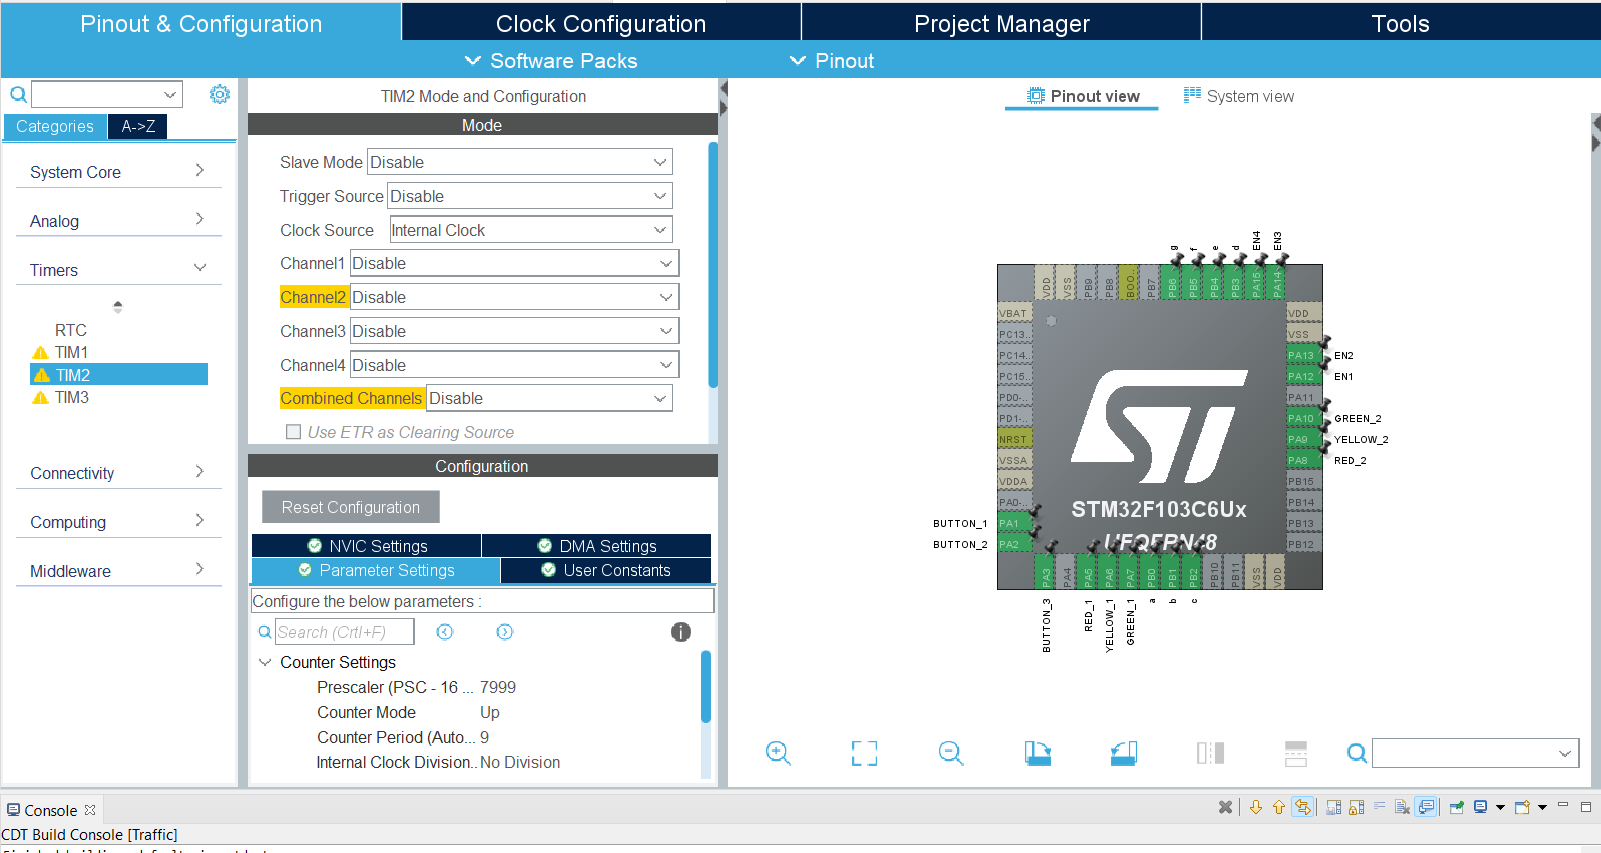 Pinout & Configuration
Clock Configuration
Project Manager
Tools
Software Packs
Pinout
Categories
A->Z
System Core
Analog
Timers
RTC
TIM1
TIM2
TIM3
Connectivity
Computing
Middleware
TIM2 Mode and Configuration
Mode
Slave Mode Disable
Trigger Source Disable
Clock Source Internal Clock
Channel1 Disable
Channel2 Disable
Channel3 Disable
Channel4 Disable
Combined Channels Disable
Use ETR as Clearing Source
Configuration
Reset Configuration
NVIC Settings
DMA Settings
Parameter Settings
User Constants
Configure the below parameters :
Search (Crtl+F)
Counter Settings
Prescaler (PSC - 16 ... 7999
Counter Mode Up
Counter Period (Auto... 9
Internal Clock Division.. No Division
Pinout view
System view
g
f
e
d
EN4
EN3
VDD
VSS
PB9
PB8
BOO..
PB7
PB6
PB5
PB4
PB3
PA15
PA14
VBAT
PC13..
PC14..
PC15..
PD0-..
PD1-..
NRST
VSSA
VDDA
PA0-..
BUTTON_1 PA1
BUTTON_2 PA2
VDD
VSS
PA13 EN2
PA12 EN1
PA11
PA10 GREEN_2
PA9 YELLOW_2
PA8 RED_2
PB15
PB14
PB13
PB12
STM32F103C6Ux
UFQFPN48
PA3
PA4
PA5
PA6
PA7
PB0
PB1
PB2
PB10
PB11
VSS
VDD
BUTTON_3
RED_1
YELLOW_1
GREEN_1
a
b
c
Console
CDT Build Console [Traffic]